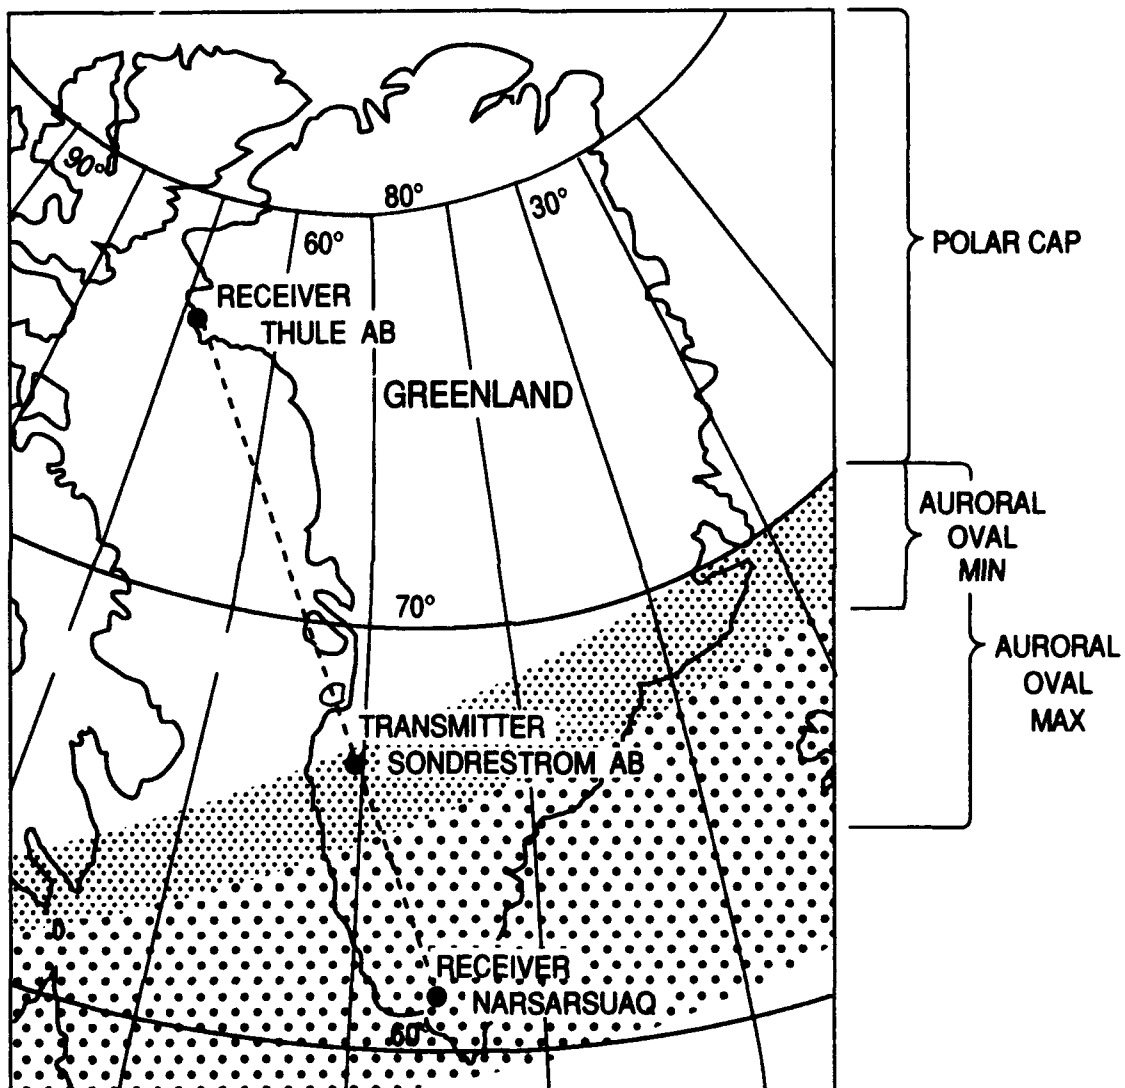 90°
80°
30°
60°
RECEIVER
THULE AB
GREENLAND
70°
TRANSMITTER
SONDRESTROM AB
RECEIVER
NARSARSUAQ
60°
POLAR CAP
AURORAL
OVAL
MIN
AURORAL
OVAL
MAX